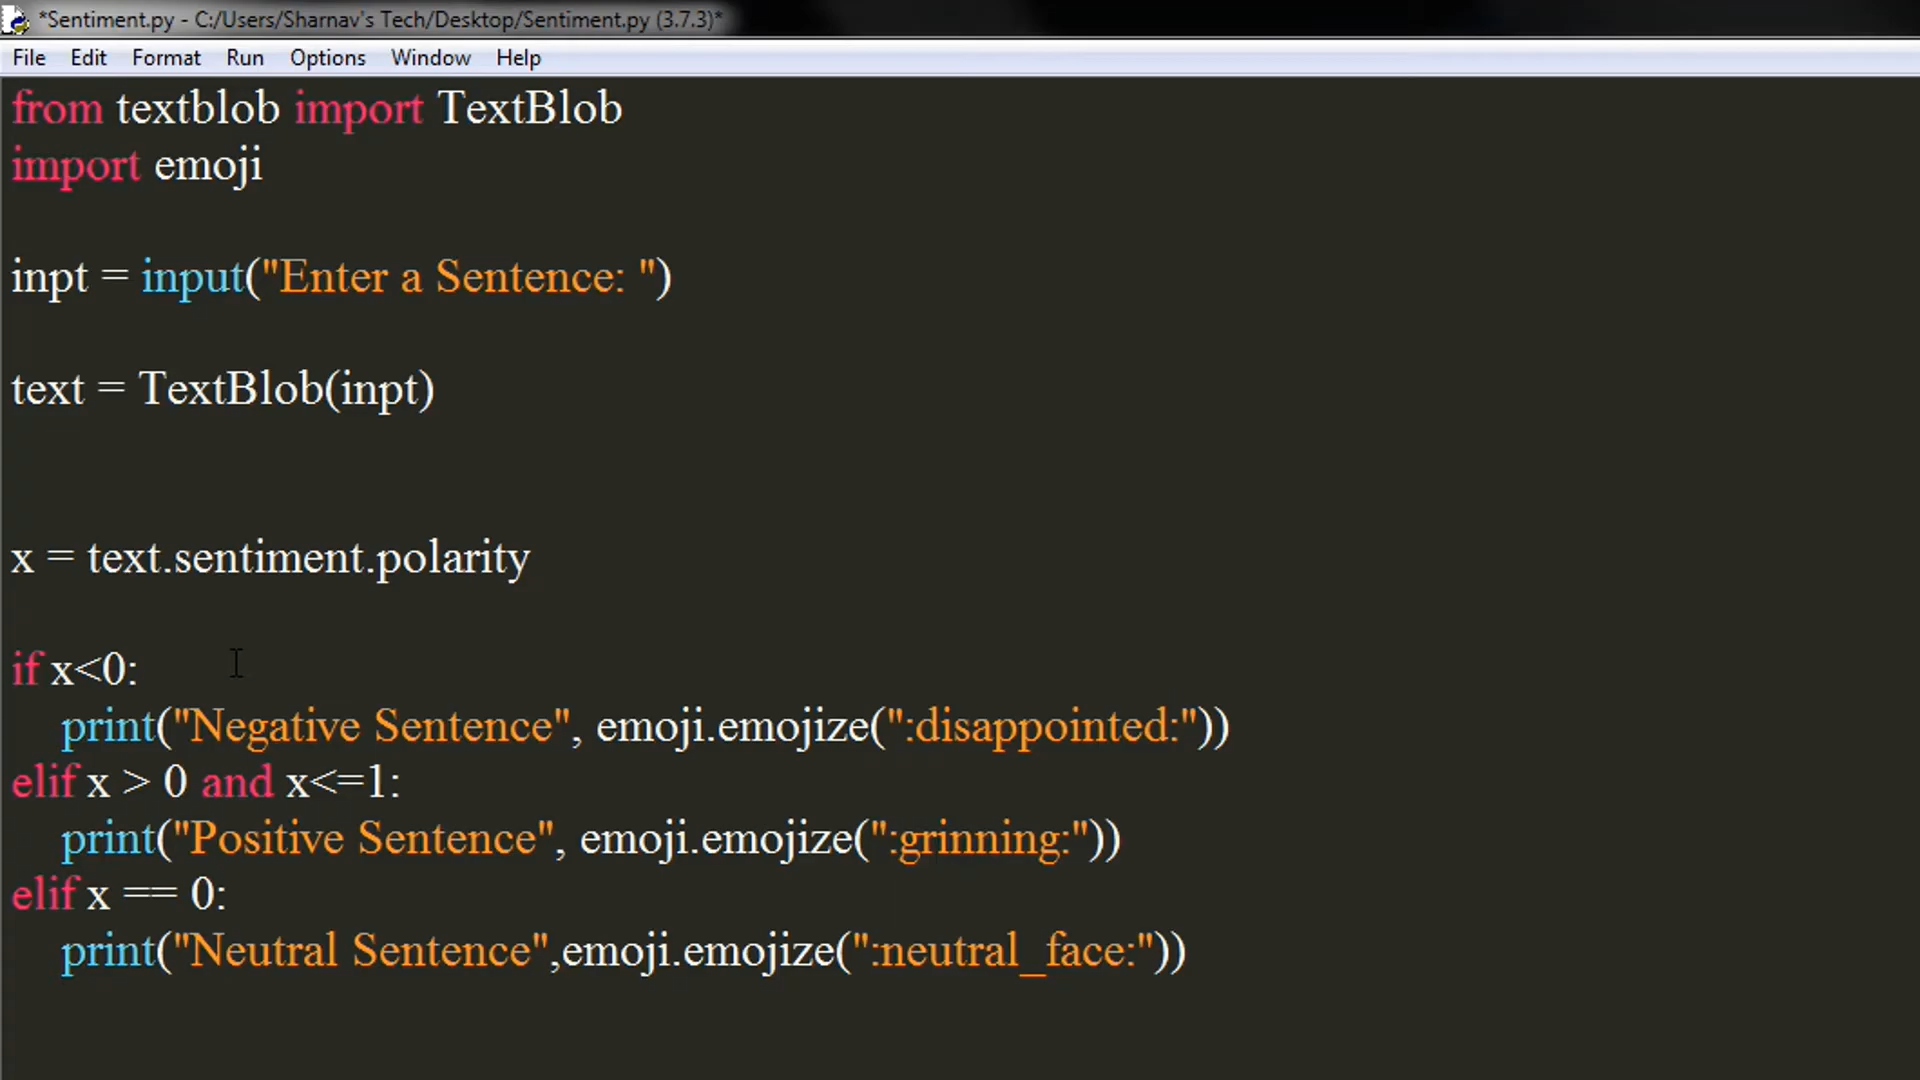 *Sentiment.py - C:/Users/Sharnav's Tech/Desktop/Sentiment.py (3.7.3)*
File Edit Format Run Options Window Help
from textblob import TextBlob
import emoji
inpt = input("Enter a Sentence: ")
text = TextBlob(inpt)
x = text.sentiment.polarity
if x<0:
    print("Negative Sentence", emoji.emojize(":disappointed:"))
elif x > 0 and x<=1:
    print("Positive Sentence", emoji.emojize(":grinning:"))
elif x == 0:
    print("Neutral Sentence",emoji.emojize(":neutral_face:"))